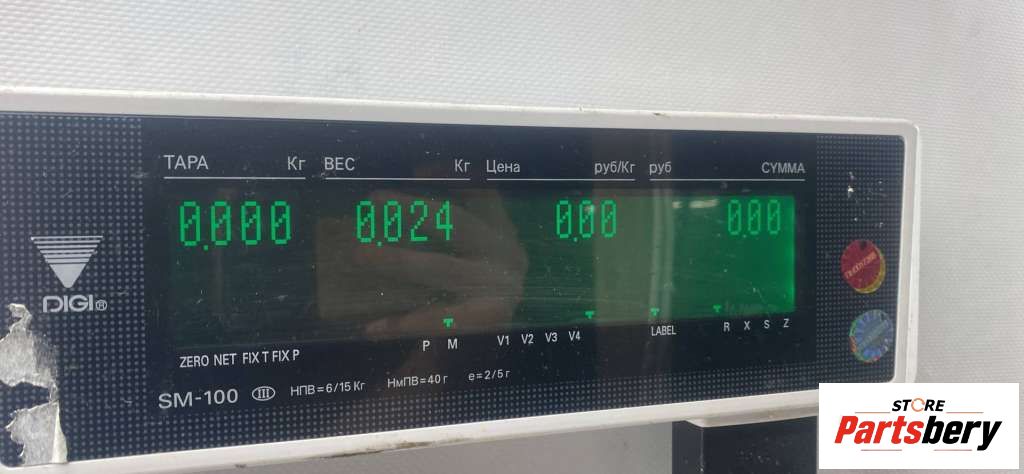 ТАРА Кг ВЕС Кг Цена руб/Кг руб СУММА
0.000 0.024 0.00 0.00
DIGI®
P M V1 V2 V3 V4 LABEL R X S Z
ZERO NET FIX T FIX P
SM-100 III НПВ=6/15 Кг НмПВ=40 г e=2/5 г
STORE
Partsbery